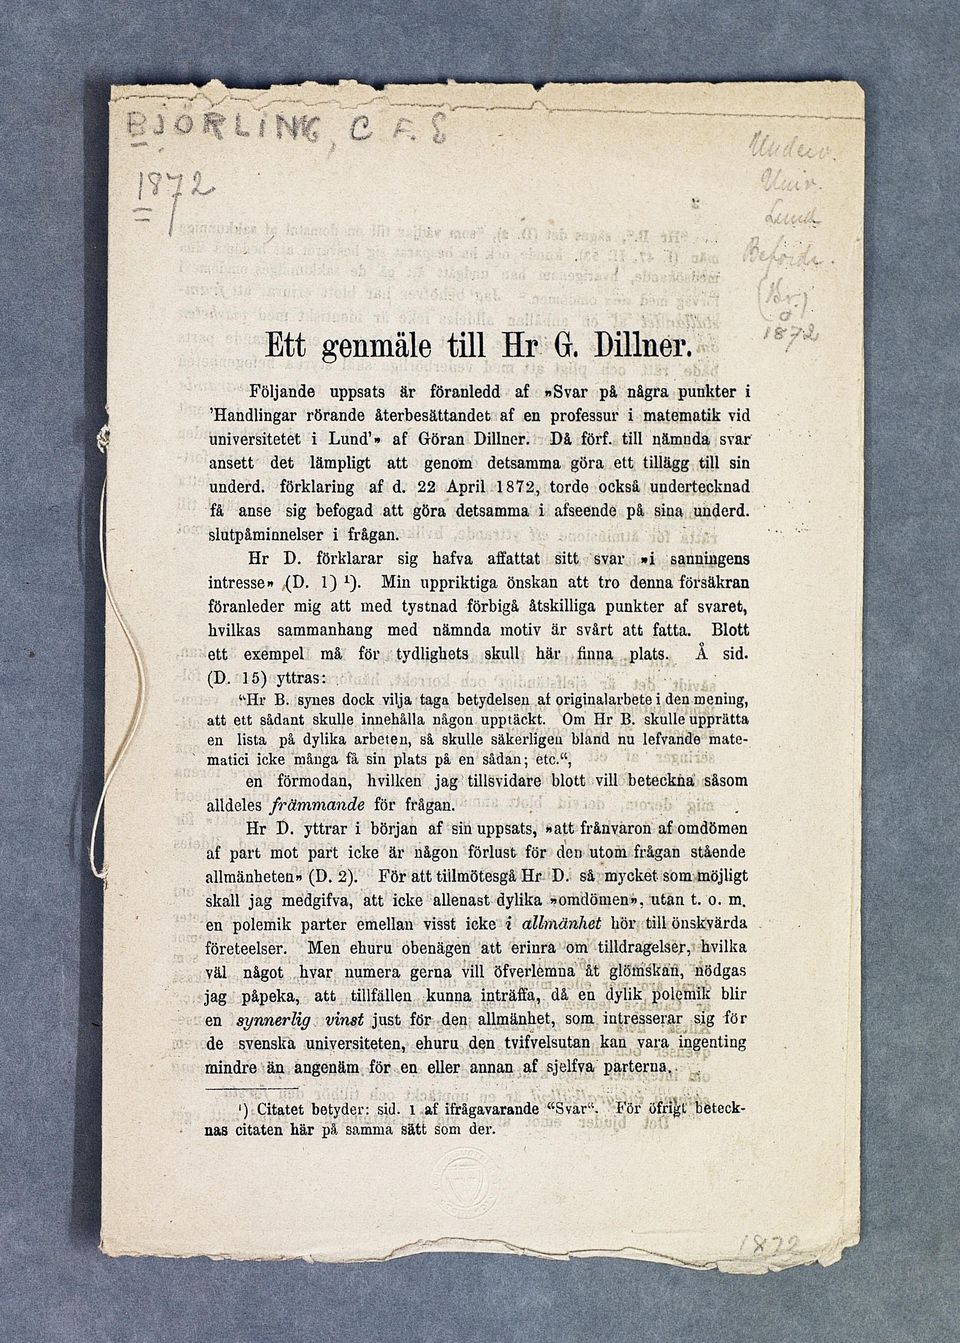 BJÖRLING, C F. E
1872
Underv.
Univ.
Lund
Beford.
(Br.)
1872
Ett genmäle till Hr G. Dillner.
Följande uppsats är föranledd af »Svar på några punkter i
'Handlingar rörande återbesättandet af en professur i matematik vid
universitetet i Lund'» af Göran Dillner. Då förf. till nämnda svar
ansett det lämpligt att genom detsamma göra ett tillägg till sin
underd. förklaring af d. 22 April 1872, torde också undertecknad
få anse sig befogad att göra detsamma i afseende på sina underd.
slutpåminnelser i frågan.
Hr D. förklarar sig hafva affattat sitt svar »i sanningens
intresse» (D. 1) ¹). Min uppriktiga önskan att tro denna försäkran
föranleder mig att med tystnad förbigå åtskilliga punkter af svaret,
hvilkas sammanhang med nämnda motiv är svårt att fatta. Blott
ett exempel må för tydlighets skull här finna plats. Å sid.
(D. 15) yttras:
“Hr B. synes dock vilja taga betydelsen af originalarbete i den mening,
att ett sådant skulle innehålla någon upptäckt. Om Hr B. skulle upprätta
en lista på dylika arbeten, så skulle säkerligen bland nu lefvande mate-
matici icke många få sin plats på en sådan; etc.“,
en förmodan, hvilken jag tillsvidare blott vill beteckna såsom
alldeles främmande för frågan.
Hr D. yttrar i början af sin uppsats, »att frånvaron af omdömen
af part mot part icke är någon förlust för den utom frågan stående
allmänheten» (D. 2). För att tillmötesgå Hr D. så mycket som möjligt
skall jag medgifva, att icke allenast dylika »omdömen», utan t. o. m.
en polemik parter emellan visst icke i allmänhet hör till önskvärda
företeelser. Men ehuru obenägen att erinra om tilldragelser, hvilka
väl något hvar numera gerna vill öfverlemna åt glömskan, nödgas
jag påpeka, att tillfällen kunna inträffa, då en dylik polemik blir
en synnerlig vinst just för den allmänhet, som intresserar sig för
de svenska universiteten, ehuru den tvifvelsutan kan vara ingenting
mindre än angenäm för en eller annan af sjelfva parterna.
¹) Citatet betyder: sid. 1 af ifrågavarande “Svar“. För öfrigt beteck-
nas citaten här på samma sätt som der.
1872